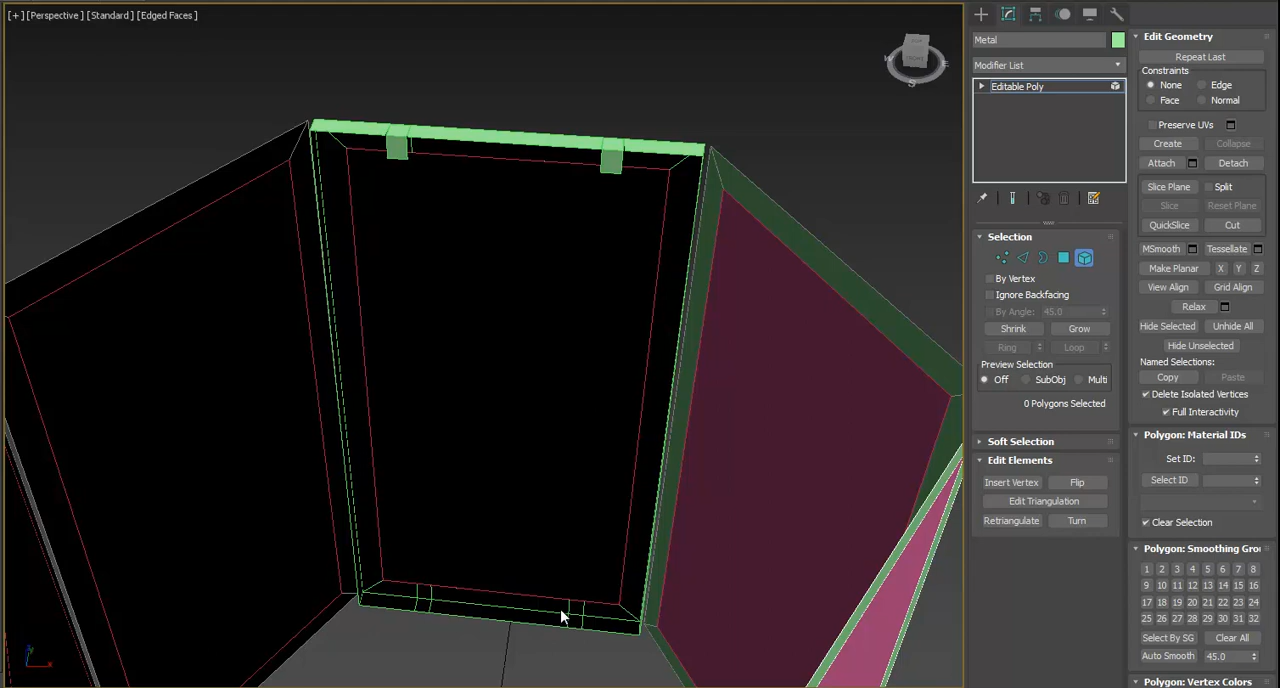 [+] [Perspective] [Standard] [Edged Faces]
Metal
Modifier List
Editable Poly
Selection
By Vertex
Ignore Backfacing
By Angle: 45.0
Shrink Grow
Ring Loop
Preview Selection
Off SubObj Multi
0 Polygons Selected
Soft Selection
Edit Elements
Insert Vertex Flip
Edit Triangulation
Retriangulate Turn
Edit Geometry
Repeat Last
Constraints
None Edge
Face Normal
Preserve UVs
Create Collapse
Attach Detach
Slice Plane Split
Slice Reset Plane
QuickSlice Cut
MSmooth Tessellate
Make Planar X Y Z
View Align Grid Align
Relax
Hide Selected Unhide All
Hide Unselected
Named Selections:
Copy Paste
Delete Isolated Vertices
Full Interactivity
Polygon: Material IDs
Set ID:
Select ID
Clear Selection
Polygon: Smoothing Gro
1 2 3 4 5 6 7 8
9 10 11 12 13 14 15 16
17 18 19 20 21 22 23 24
25 26 27 28 29 30 31 32
Select By SG Clear All
Auto Smooth 45.0
Polygon: Vertex Colors